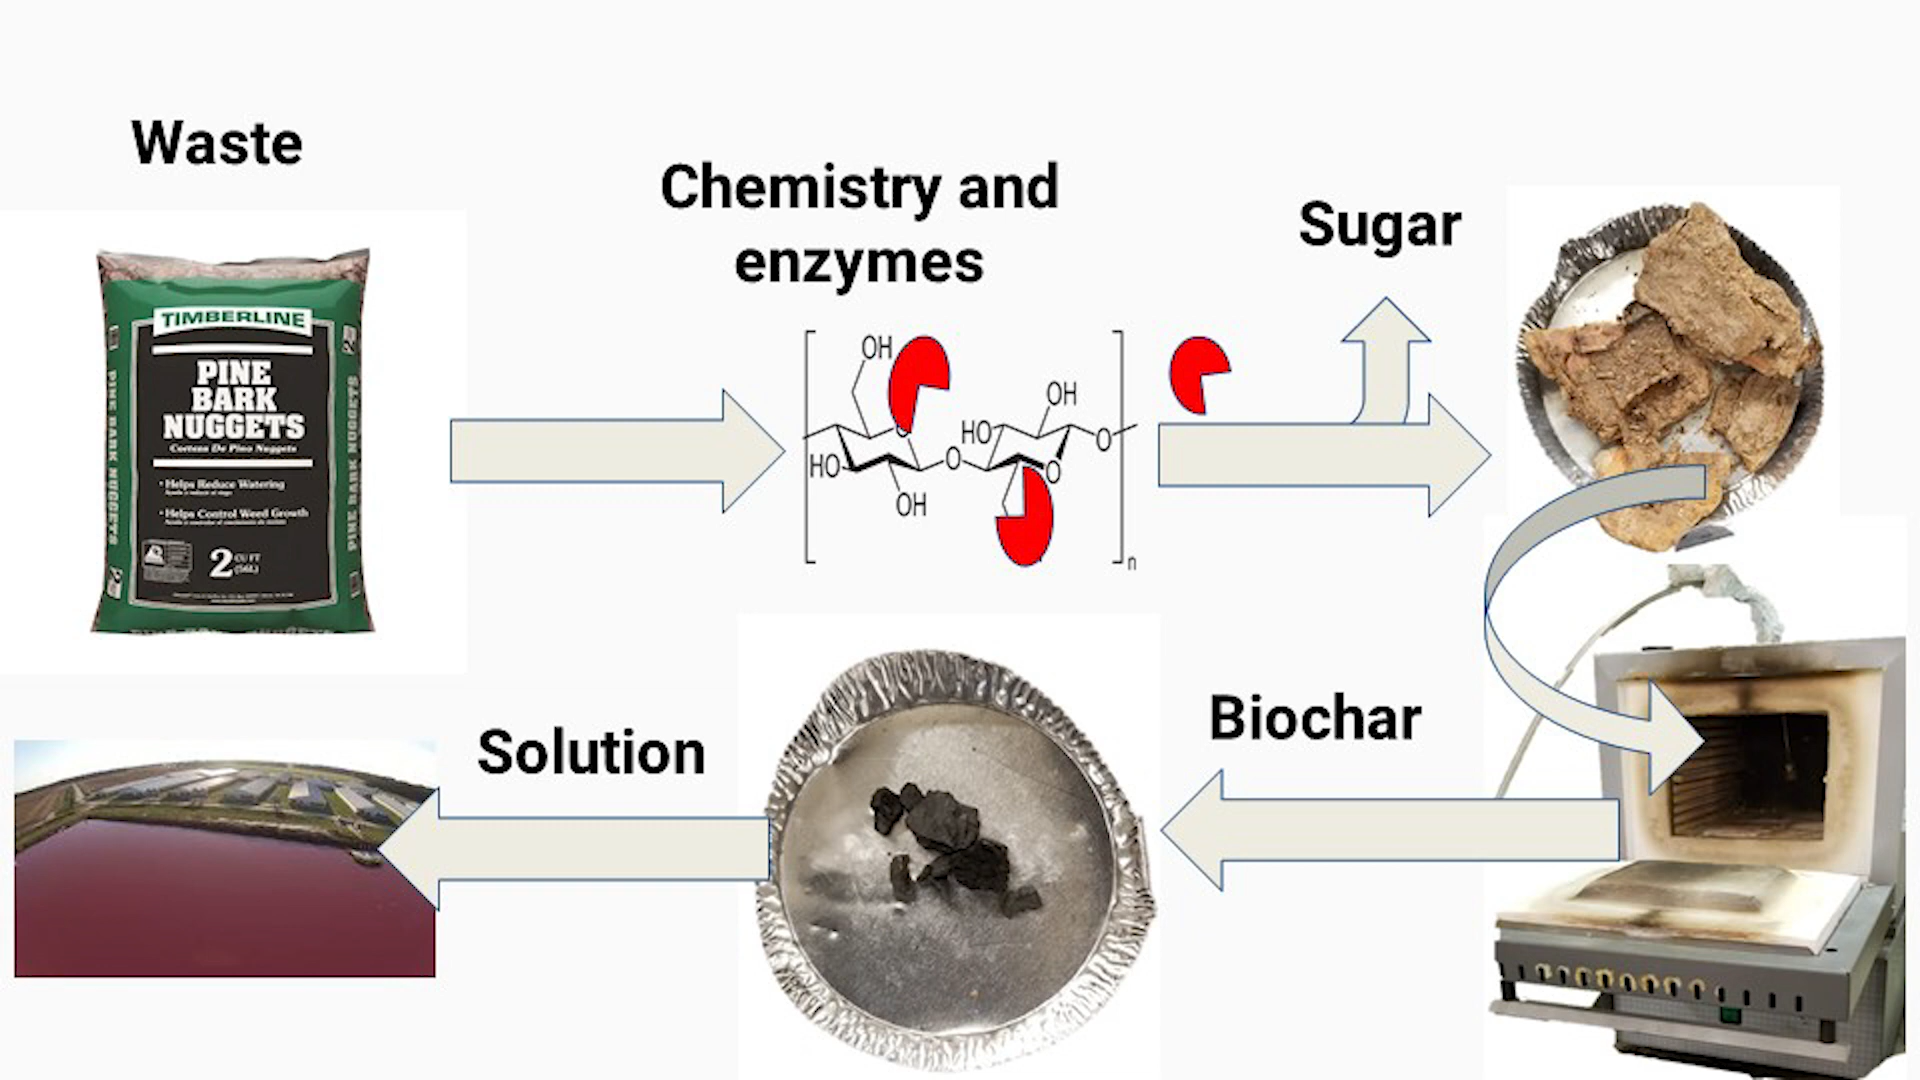 Waste
Chemistry and
enzymes
Sugar
TIMBERLINE
PINE
BARK
NUGGETS
Corteza De Pino Nuggets
• Helps Reduce Watering
• Helps Control Weed Growth
2 CU FT
(56L)
PINE BARK NUGGETS
PINE BARK NUGGETS
OH
OH
HO
HO
O
O
O
OH
n
Solution
Biochar